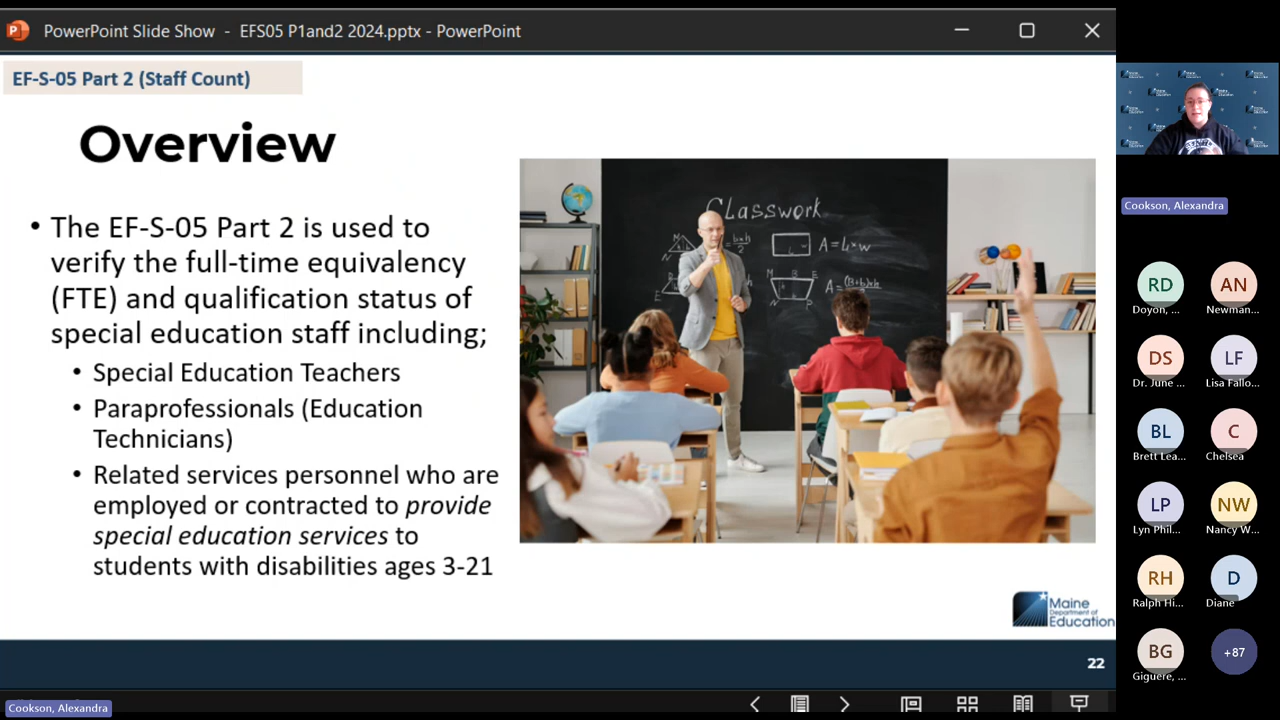 PowerPoint Slide Show - EFS05 P1and2 2024.pptx - PowerPoint
EF-S-05 Part 2 (Staff Count)
Overview
• The EF-S-05 Part 2 is used to
verify the full-time equivalency
(FTE) and qualification status of
special education staff including;
• Special Education Teachers
• Paraprofessionals (Education
Technicians)
• Related services personnel who are
employed or contracted to provide
special education services to
students with disabilities ages 3-21
Classwork
A=L×w
Maine
Department of
Education
22
Cookson, Alexandra
Cookson, Alexandra
RD
Doyon, ...
AN
Newman...
DS
Dr. June ...
LF
Lisa Fallo...
BL
Brett Lea...
C
Chelsea
LP
Lyn Phil...
NW
Nancy W...
RH
Ralph Hi...
D
Diane
BG
Giguere, ...
+87